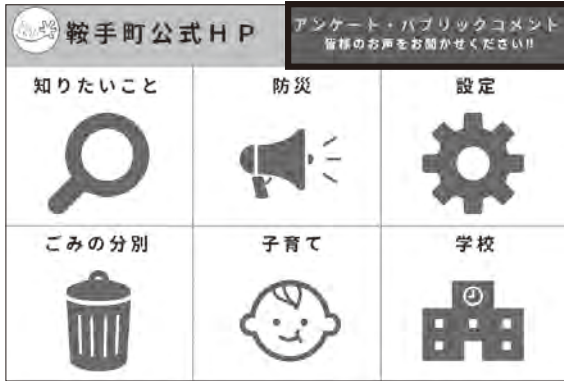 鞍手町公式HP
アンケート・パブリックコメント
皆様のお声をお聞かせください!!
知りたいこと
防災
設定
ごみの分別
子育て
学校